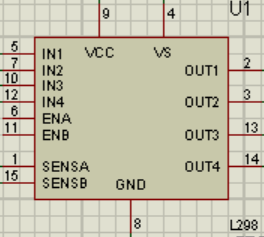 9 4 U1
5 IN1 VCC VS
7 IN2 OUT1 2
10 IN3
12 IN4 OUT2 3
6 ENA
11 ENB OUT3 13
1 SENSA OUT4 14
15 SENSB GND
8 L298